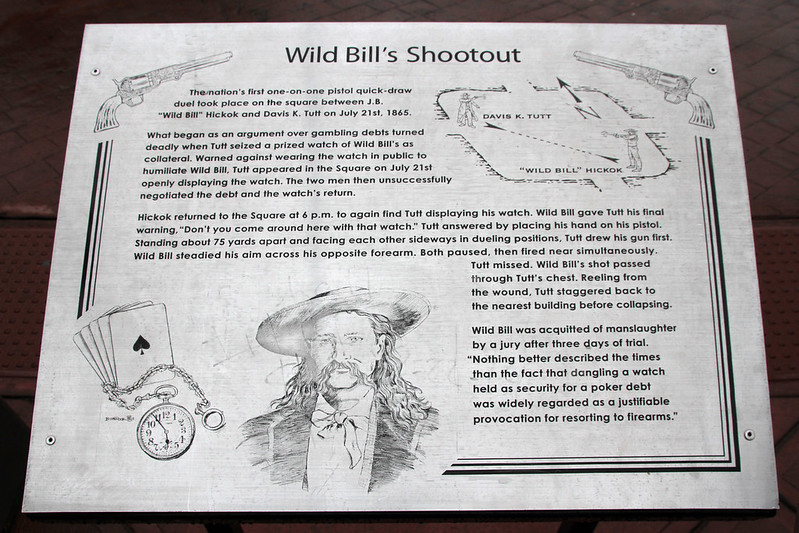 Wild Bill's Shootout
The nation's first one-on-one pistol quick-draw
duel took place on the square between J.B.
"Wild Bill" Hickok and Davis K. Tutt on July 21st, 1865.
What began as an argument over gambling debts turned
deadly when Tutt seized a prized watch of Wild Bill's as
collateral. Warned against wearing the watch in public to
humiliate Wild Bill, Tutt appeared in the Square on July 21st
openly displaying the watch. The two men then unsuccessfully
negotiated the debt and the watch's return.
DAVIS K. TUTT
N
"WILD BILL" HICKOK
Hickok returned to the Square at 6 p.m. to again find Tutt displaying his watch. Wild Bill gave Tutt his final
warning, "Don't you come around here with that watch." Tutt answered by placing his hand on his pistol.
Standing about 75 yards apart and facing each other sideways in dueling positions, Tutt drew his gun first.
Wild Bill steadied his aim across his opposite forearm. Both paused, then fired near simultaneously.
Tutt missed. Wild Bill's shot passed
through Tutt's chest. Reeling from
the wound, Tutt staggered back to
the nearest building before collapsing.
Wild Bill was acquitted of manslaughter
by a jury after three days of trial.
"Nothing better described the times
than the fact that dangling a watch
held as security for a poker debt
was widely regarded as a justifiable
provocation for resorting to firearms."